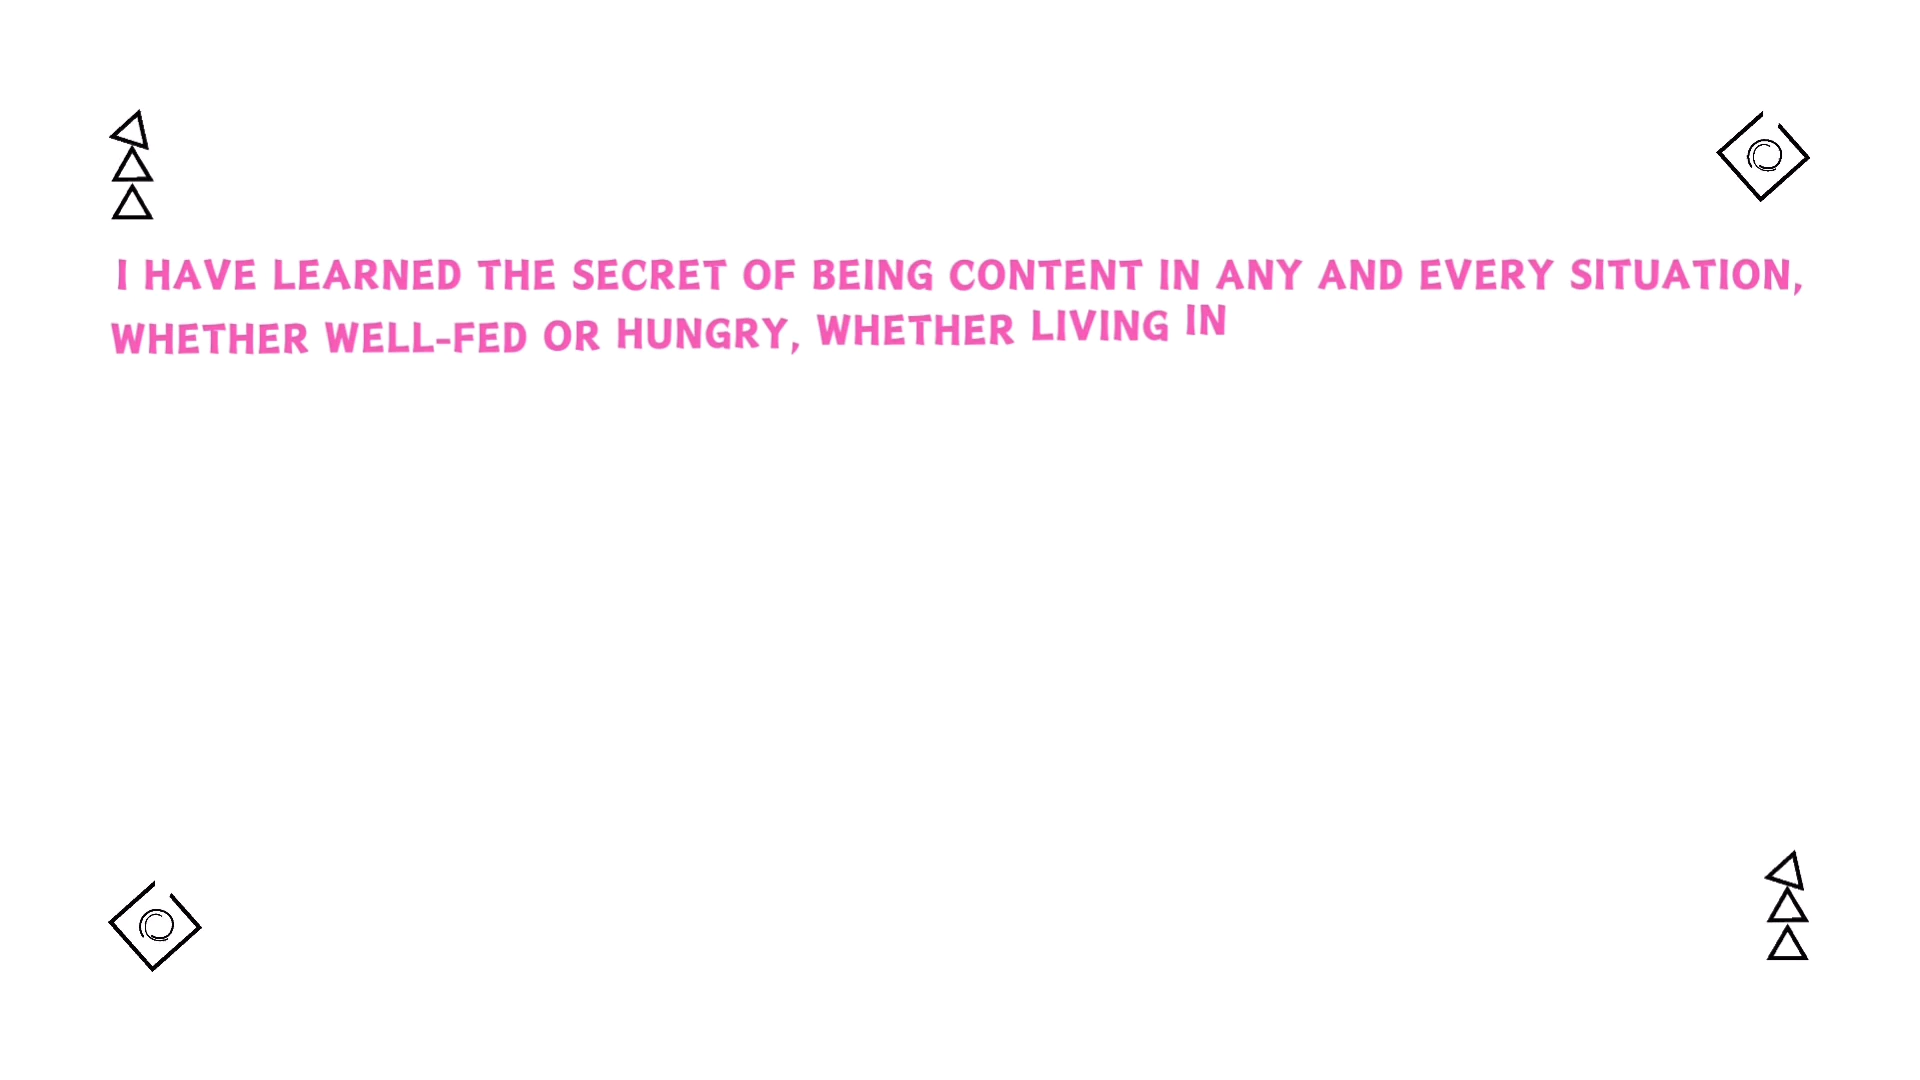 I HAVE LEARNED THE SECRET OF BEING CONTENT IN ANY AND EVERY SITUATION,
WHETHER WELL-FED OR HUNGRY, WHETHER LIVING IN